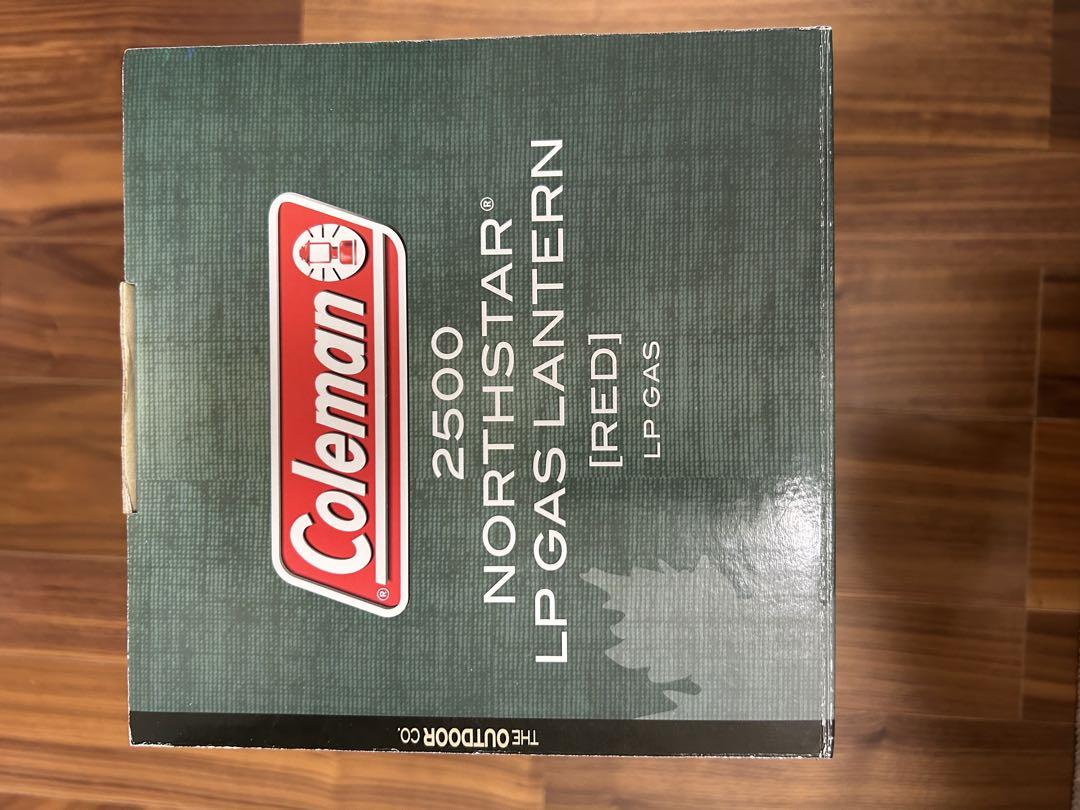 Coleman®
2500
NORTHSTAR®
LP GAS LANTERN
[RED]
LP GAS
THE OUTDOOR CO.